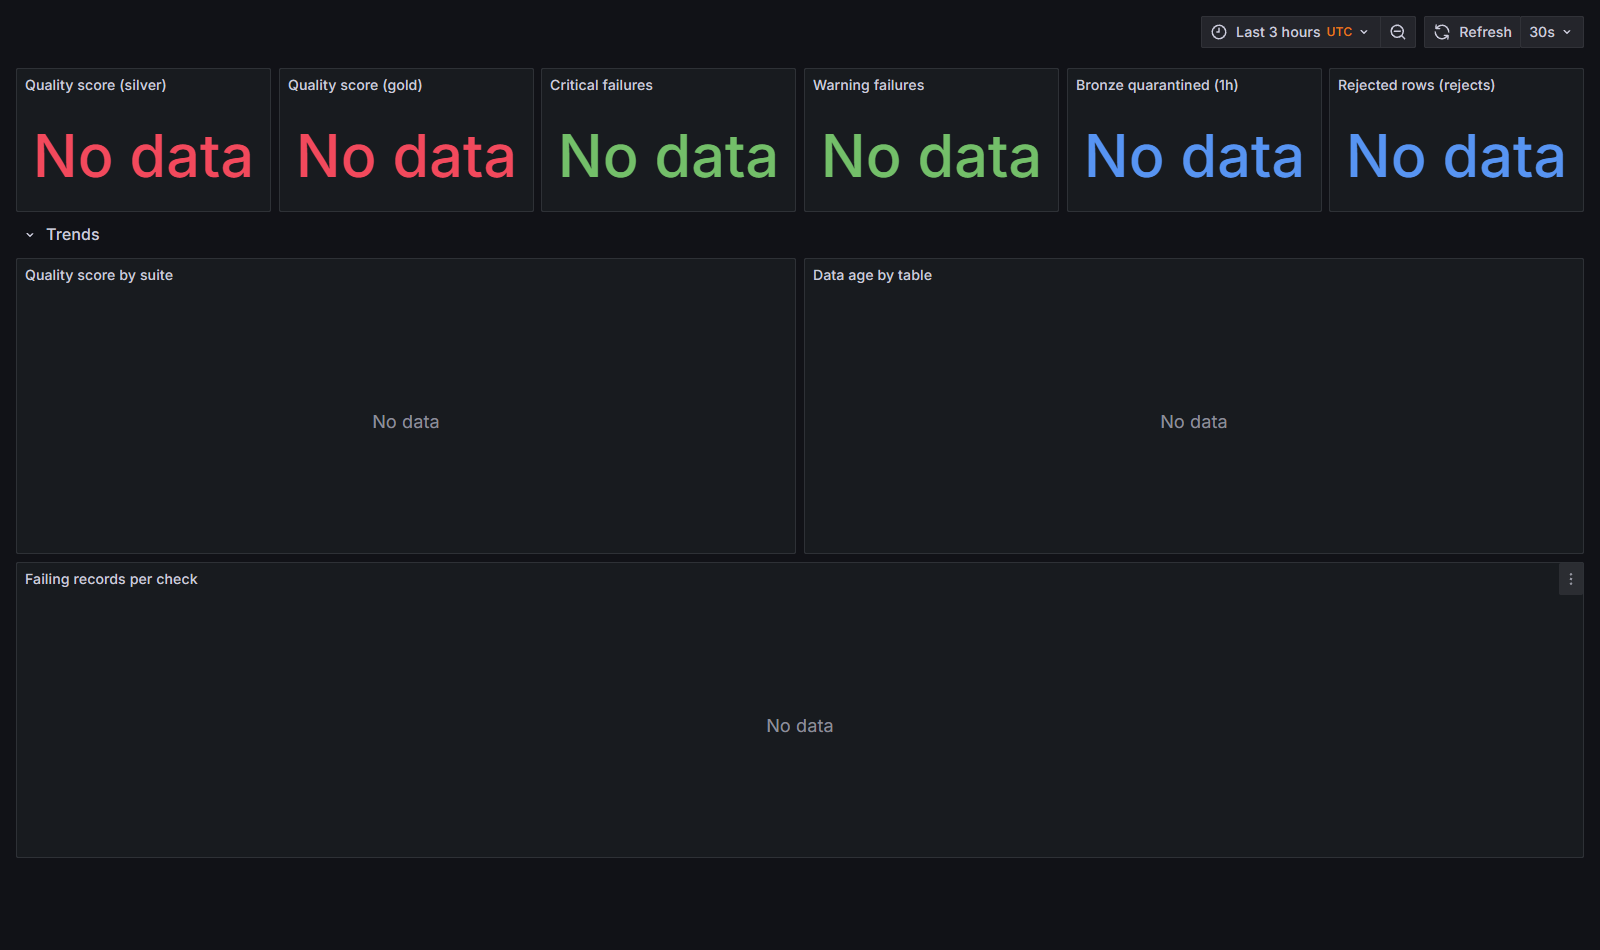 Last 3 hours UTC
Refresh 30s
Quality score (silver)
No data
Quality score (gold)
No data
Critical failures
No data
Warning failures
No data
Bronze quarantined (1h)
No data
Rejected rows (rejects)
No data
Trends
Quality score by suite
No data
Data age by table
No data
Failing records per check
No data